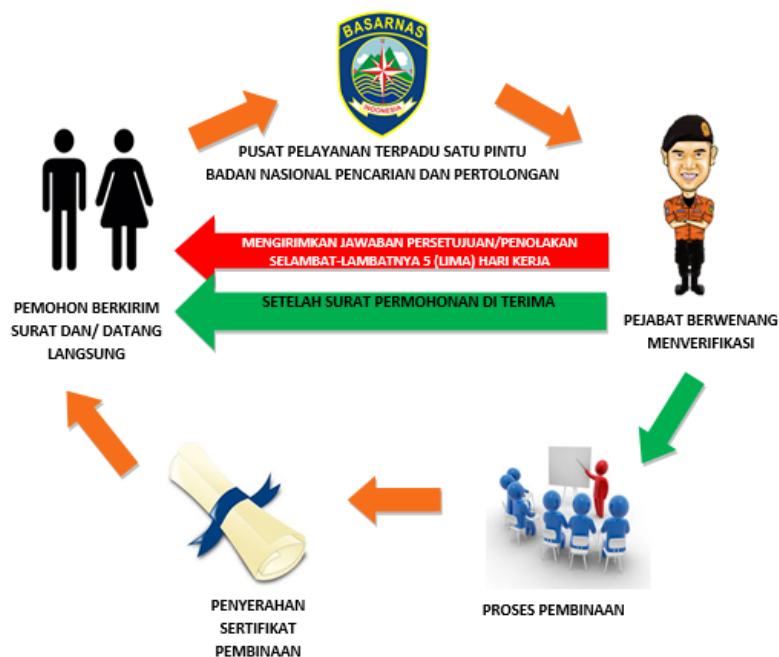 BASARNAS
INDONESIA
PUSAT PELAYANAN TERPADU SATU PINTU
BADAN NASIONAL PENCARIAN DAN PERTOLONGAN
MENGIRIMKAN JAWABAN PERSETUJUAN/PENOLAKAN
SELAMBAT-LAMBATNYA 5 (LIMA) HARI KERJA
SETELAH SURAT PERMOHONAN DI TERIMA
PEMOHON BERKIRIM
SURAT DAN/ DATANG
LANGSUNG
PEJABAT BERWENANG
MENVERIFIKASI
PENYERAHAN
SERTIFIKAT
PEMBINAAN
PROSES PEMBINAAN